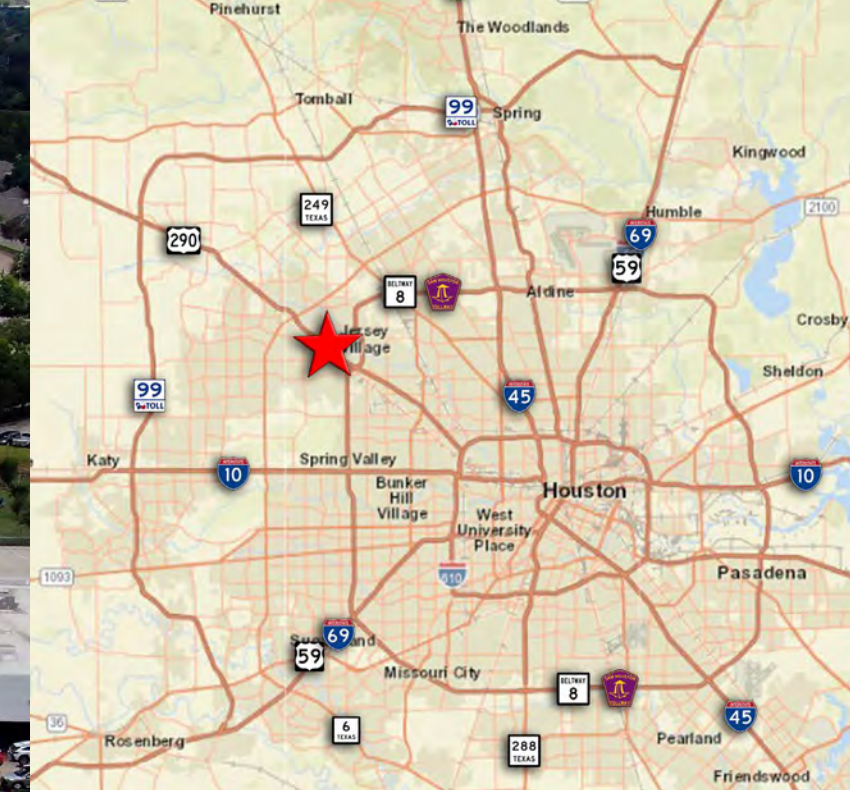 Pinehurst
The Woodlands
Tomball
99
TOLL
Spring
Kingwood
249
TEXAS
2100
Humble
69
290
59
BELTWAY
8
Aldine
Jersey
Village
Crosby
Sheldon
99
TOLL
45
Katy
10
Spring Valley
10
Bunker
Hill
Village
Houston
West
University
Place
1093
610
Pasadena
69
59
Missouri City
BELTWAY
8
36
6
TEXAS
45
Rosenberg
288
TEXAS
Pearland
Friendswood